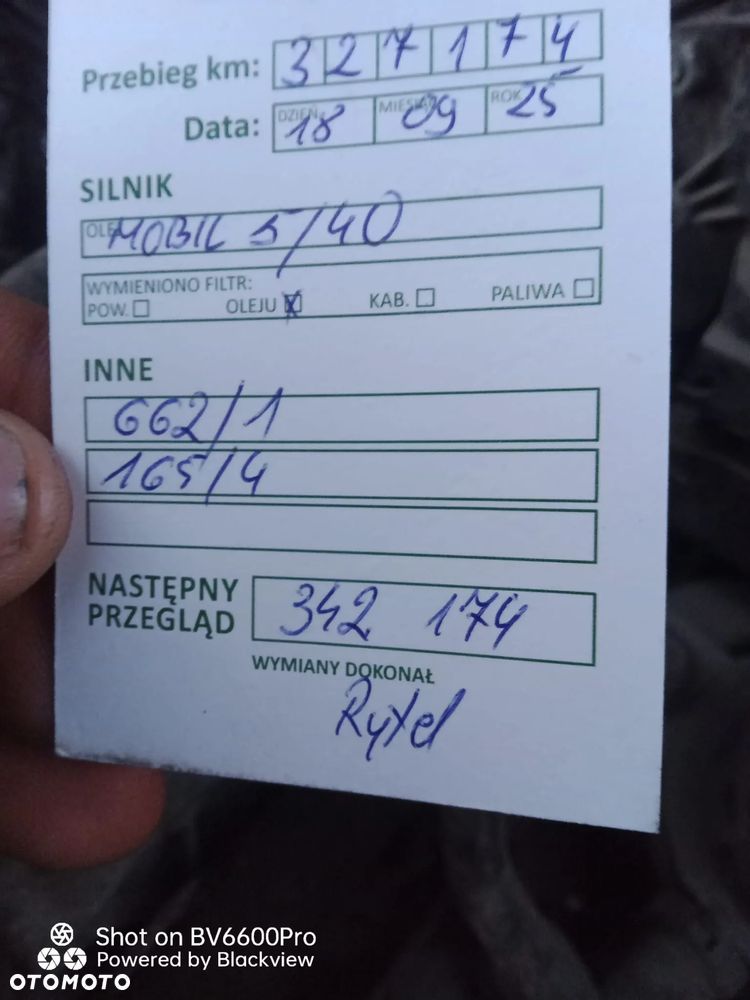 Przebieg km: 327174
Data: DZIEŃ 18 MIESIĄC 09 ROK 25
SILNIK
OLEJ MOBIL 5/40
WYMIENIONO FILTR:
POW. OLEJU X KAB. PALIWA
INNE
662/1
165/4
NASTĘPNY PRZEGLĄD 342 174
WYMIANY DOKONAŁ
Rytel
Shot on BV6600Pro
Powered by Blackview
OTOMOTO